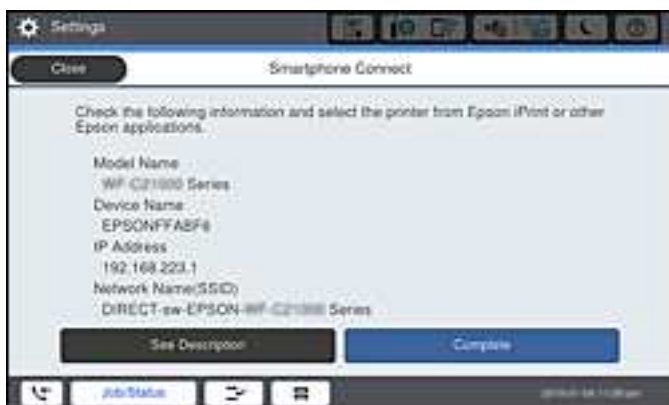 Settings
Close
Smartphone Connect
Check the following information and select the printer from Epson iPrint or other
Epson applications.
Model Name
Series
Device Name
EPSONFFABF6
IP Address
192.168.223.1
Network Name(SSID)
DIRECT-sw-EPSON- Series
See Description
Complete
Job/Status